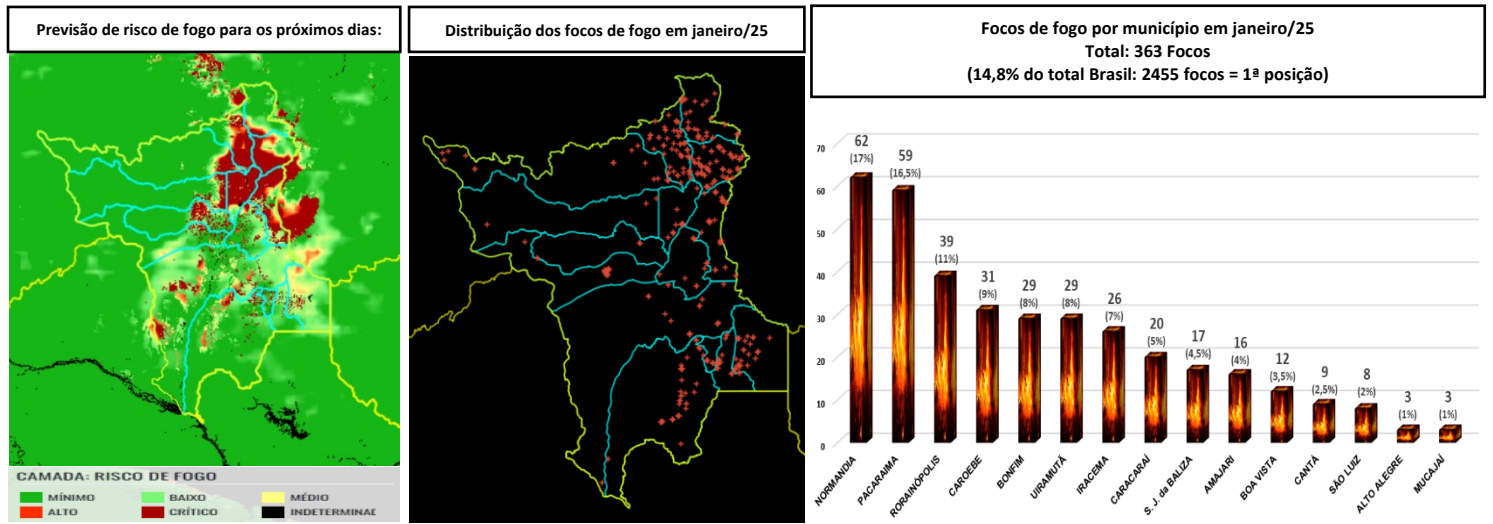 Previsão de risco de fogo para os próximos dias:
CAMADA: RISCO DE FOGO
MÍNIMO
BAIXO
MÉDIO
ALTO
CRÍTICO
INDETERMINAE
Distribuição dos focos de fogo em janeiro/25
Focos de fogo por município em janeiro/25
Total: 363 Focos
(14,8% do total Brasil: 2455 focos = 1ª posição)
70
60
50
40
30
20
10
0
62
(17%)
59
(16,5%)
39
(11%)
31
(9%)
29
(8%)
29
(8%)
26
(7%)
20
(5%)
17
(4,5%)
16
(4%)
12
(3,5%)
9
(2,5%)
8
(2%)
3
(1%)
3
(1%)
NORMANDIA
PACARAIMA
RORAINÓPOLIS
CAROEBE
BONFIM
UIRAMUTÃ
IRACEMA
CARACARAÍ
S. J. da BALIZA
AMAJARI
BOA VISTA
CANTÁ
SÃO LUIZ
ALTO ALEGRE
MUCAJAÍ